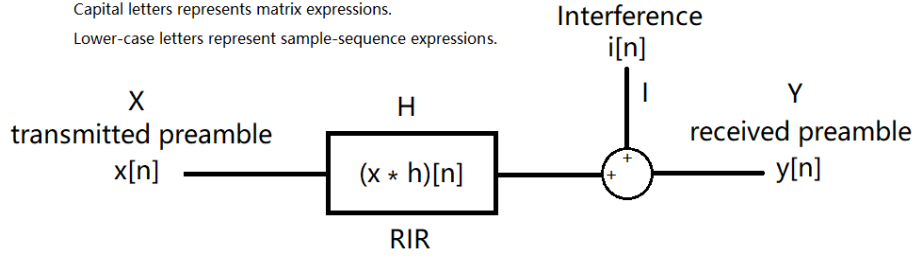 Capital letters represents matrix expressions.
Lower-case letters represent sample-sequence expressions.
Interference
i[n]
I
X
transmitted preamble
x[n]
H
(x * h)[n]
RIR
+
+
Y
received preamble
y[n]